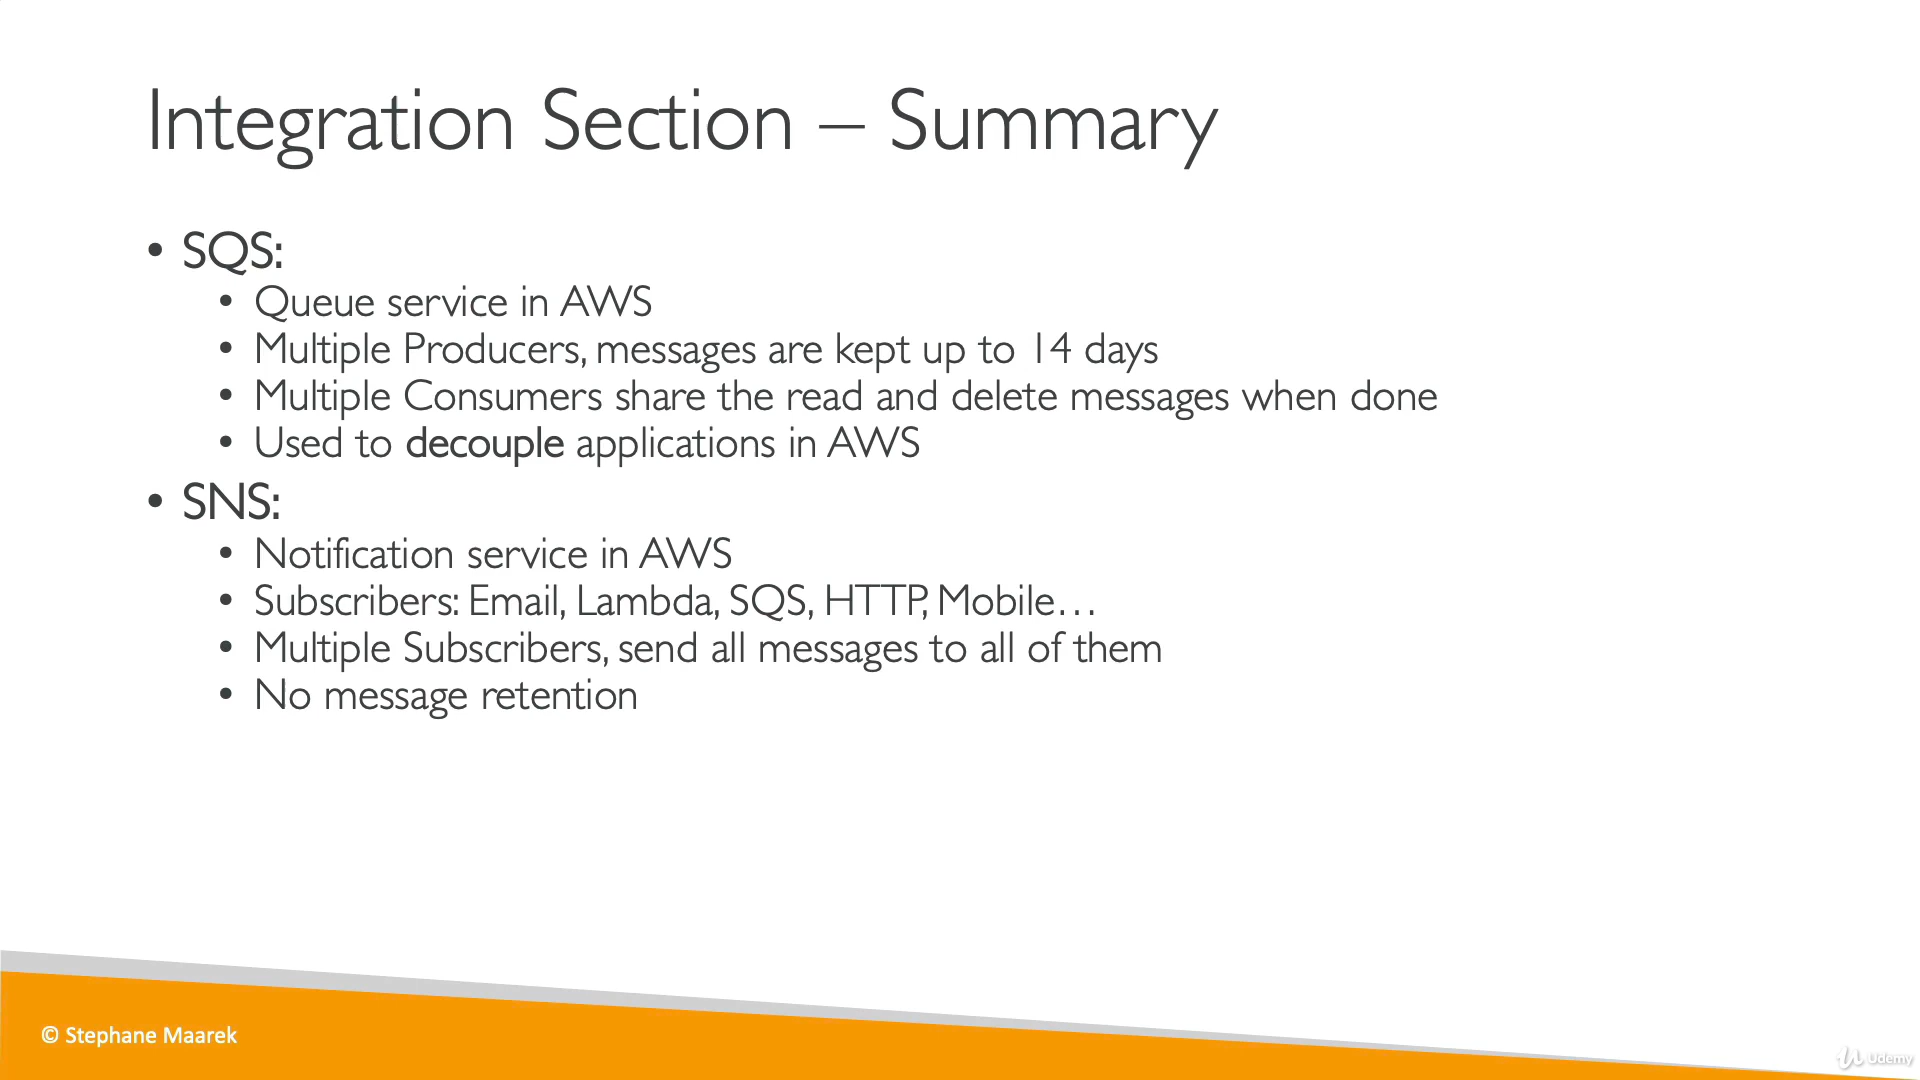 Integration Section – Summary
• SQS:
• Queue service in AWS
• Multiple Producers, messages are kept up to 14 days
• Multiple Consumers share the read and delete messages when done
• Used to decouple applications in AWS
• SNS:
• Notification service in AWS
• Subscribers: Email, Lambda, SQS, HTTP, Mobile…
• Multiple Subscribers, send all messages to all of them
• No message retention
© Stephane Maarek
Udemy